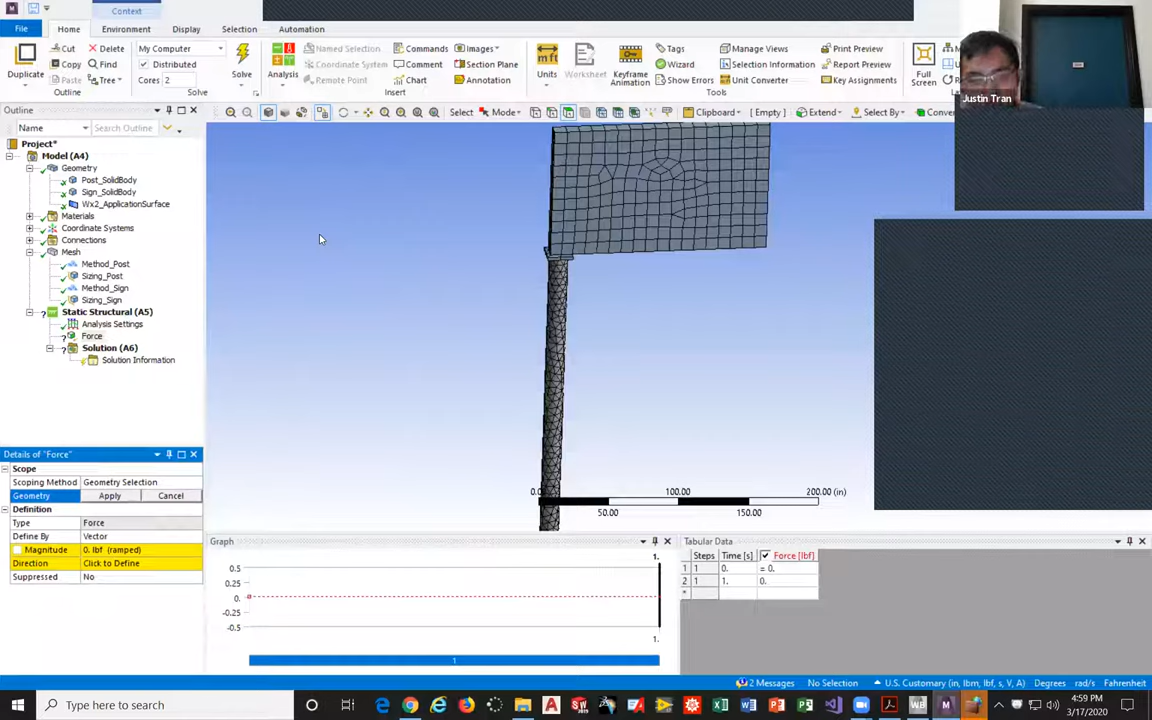 Context
File Home Environment Display Selection Automation
Duplicate Cut Delete My Computer Solve Analysis Named Selection Commands Images Units Worksheet Keyframe Animation Tags Manage Views Print Preview Full Screen
Copy Find Distributed Coordinate System Comment Section Plane Wizard Selection Information Report Preview
Paste Tree Cores 2 Remote Point Chart Annotation Show Errors Unit Converter Key Assignments
Outline Solve Insert Tools
Justin Tran
Outline
Select Mode Clipboard [ Empty ] Extend Select By Conve
Name Search Outline
Project*
Model (A4)
Geometry
Post_SolidBody
Sign_SolidBody
Wx2_ApplicationSurface
Materials
Coordinate Systems
Connections
Mesh
Method_Post
Sizing_Post
Method_Sign
Sizing_Sign
Static Structural (A5)
Analysis Settings
Force
Solution (A6)
Solution Information
Details of "Force"
Scope
Scoping Method Geometry Selection
Geometry Apply Cancel
Definition
Type Force
Define By Vector
Magnitude 0. lbf (ramped)
Direction Click to Define
Suppressed No
100.00 200.00 (in)
50.00 150.00
Graph
1.
0.5
0.25
0.
-0.25
-0.5
1.
1
Tabular Data
Steps Time [s] Force [lbf]
1 1 0. = 0.
2 1 1. 0.
*
2 Messages No Selection U.S. Customary (in, lbm, lbf, s, V, A) Degrees rad/s Fahrenheit
Type here to search
4:59 PM
3/17/2020